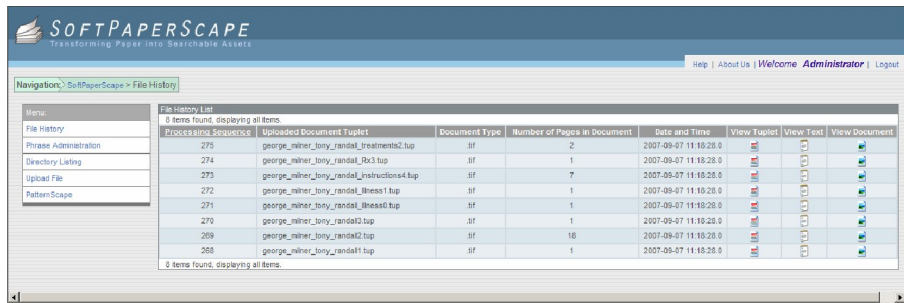 SOFTPAPERSCAPE
Transforming Paper into Searchable Assets
Help | About Us | Welcome Administrator | Logout
Navigation: SoftPaperScape > File History
Menu:
File History
Phrase Administration
Directory Listing
Upload File
PatternScape
File History List
8 items found, displaying all items.
Processing Sequence Uploaded Document Tuplet Document Type Number of Pages in Document Date and Time View Tuplet View Text View Document
275 george_milner_tony_randall_treatments2.tup .tif 2 2007-09-07 11:18:28.0
274 george_milner_tony_randall_Rx3.tup .tif 1 2007-09-07 11:18:28.0
273 george_milner_tony_randall_instructions4.tup .tif 7 2007-09-07 11:18:28.0
272 george_milner_tony_randall_illness1.tup .tif 1 2007-09-07 11:18:28.0
271 george_milner_tony_randall_illness0.tup .tif 1 2007-09-07 11:18:28.0
270 george_milner_tony_randall3.tup .tif 1 2007-09-07 11:18:28.0
269 george_milner_tony_randall2.tup .tif 18 2007-09-07 11:18:28.0
268 george_milner_tony_randall1.tup .tif 1 2007-09-07 11:18:28.0
8 items found, displaying all items.